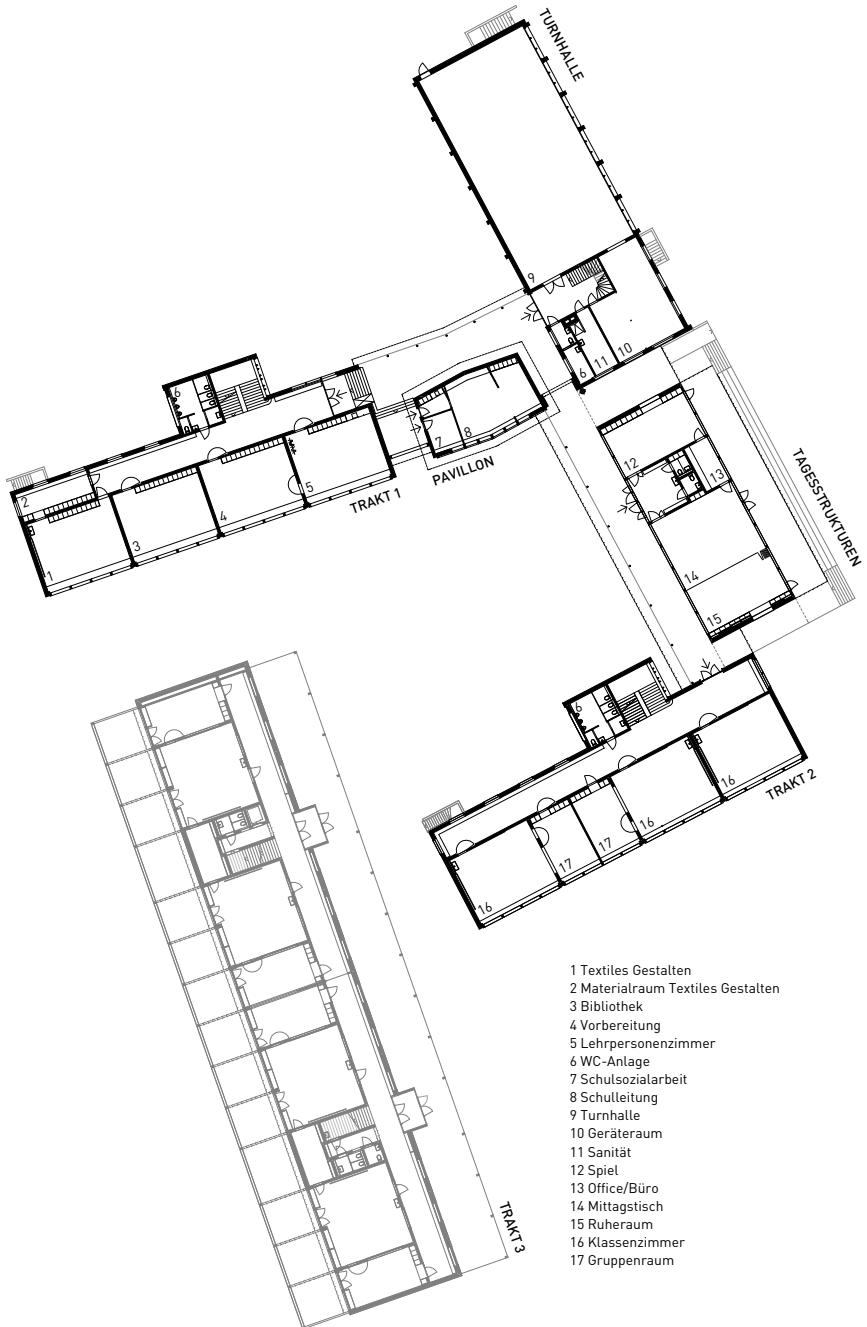 TURNHALLE
9
6
11
10
6
7
8
PAVILLON
5
TRAKT 1
2
4
3
1
12
13
TAGESSTRUKTUREN
14
15
6
16
TRAKT 2
16
17
17
16
TRAKT 3
1 Textiles Gestalten
2 Materialraum Textiles Gestalten
3 Bibliothek
4 Vorbereitung
5 Lehrpersonenzimmer
6 WC-Anlage
7 Schulsozialarbeit
8 Schulleitung
9 Turnhalle
10 Geräteraum
11 Sanität
12 Spiel
13 Office/Büro
14 Mittagstisch
15 Ruheraum
16 Klassenzimmer
17 Gruppenraum